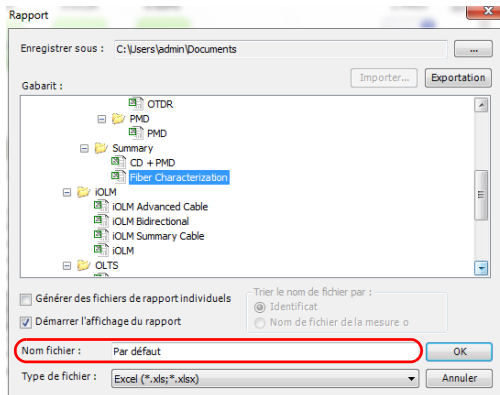 Rapport
Enregistrer sous : C:\Users\admin\Documents ...
Importer... Exportation
Gabarit :
OTDR
PMD
PMD
Summary
CD + PMD
Fiber Characterization
iOLM
iOLM Advanced Cable
iOLM Bidirectional
iOLM Summary Cable
iOLM
OLTS
Générer des fichiers de rapport individuels
Démarrer l'affichage du rapport
Trier le nom de fichier par :
Identificat
Nom de fichier de la mesure o
Nom fichier : Par défaut OK
Type de fichier : Excel (*.xls;*.xlsx) Annuler